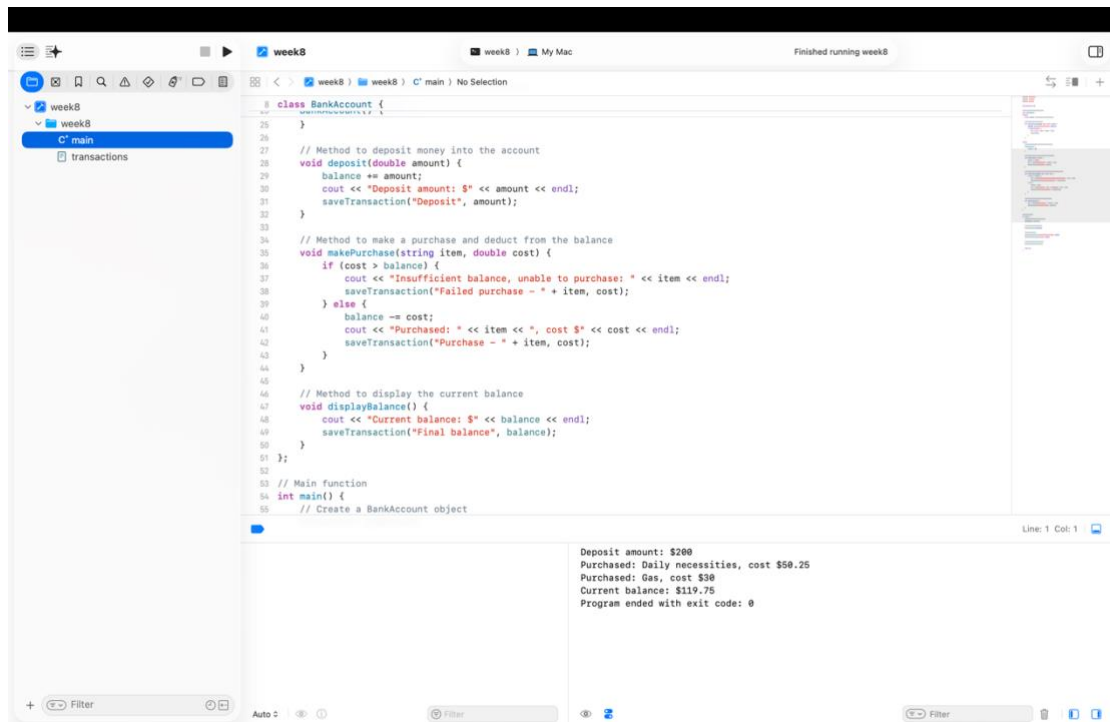 week8
week8 〉 My Mac
Finished running week8
week8 〉 week8 〉 C⁺ main 〉 No Selection
week8
week8
C⁺ main
transactions
8 class BankAccount {
BankAccount() {
25 }
26
27 // Method to deposit money into the account
28 void deposit(double amount) {
29 balance += amount;
30 cout << "Deposit amount: $" << amount << endl;
31 saveTransaction("Deposit", amount);
32 }
33
34 // Method to make a purchase and deduct from the balance
35 void makePurchase(string item, double cost) {
36 if (cost > balance) {
37 cout << "Insufficient balance, unable to purchase: " << item << endl;
38 saveTransaction("Failed purchase - " + item, cost);
39 } else {
40 balance -= cost;
41 cout << "Purchased: " << item << ", cost $" << cost << endl;
42 saveTransaction("Purchase - " + item, cost);
43 }
44 }
45
46 // Method to display the current balance
47 void displayBalance() {
48 cout << "Current balance: $" << balance << endl;
49 saveTransaction("Final balance", balance);
50 }
51 };
52
53 // Main function
54 int main() {
55 // Create a BankAccount object
Line: 1 Col: 1
Deposit amount: $200
Purchased: Daily necessities, cost $50.25
Purchased: Gas, cost $30
Current balance: $119.75
Program ended with exit code: 0
Filter
Auto
Filter
Filter